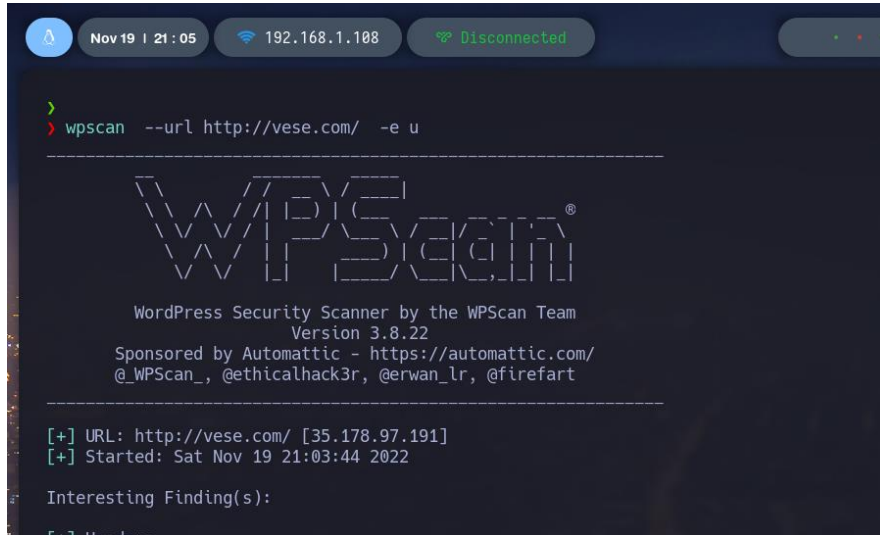 Nov 19 | 21 : 05 192.168.1.108 Disconnected
❯
❯ wpscan --url http://vese.com/ -e u
WPScan ®
WordPress Security Scanner by the WPScan Team
Version 3.8.22
Sponsored by Automattic - https://automattic.com/
@_WPScan_, @ethicalhack3r, @erwan_lr, @firefart
[+] URL: http://vese.com/ [35.178.97.191]
[+] Started: Sat Nov 19 21:03:44 2022
Interesting Finding(s):